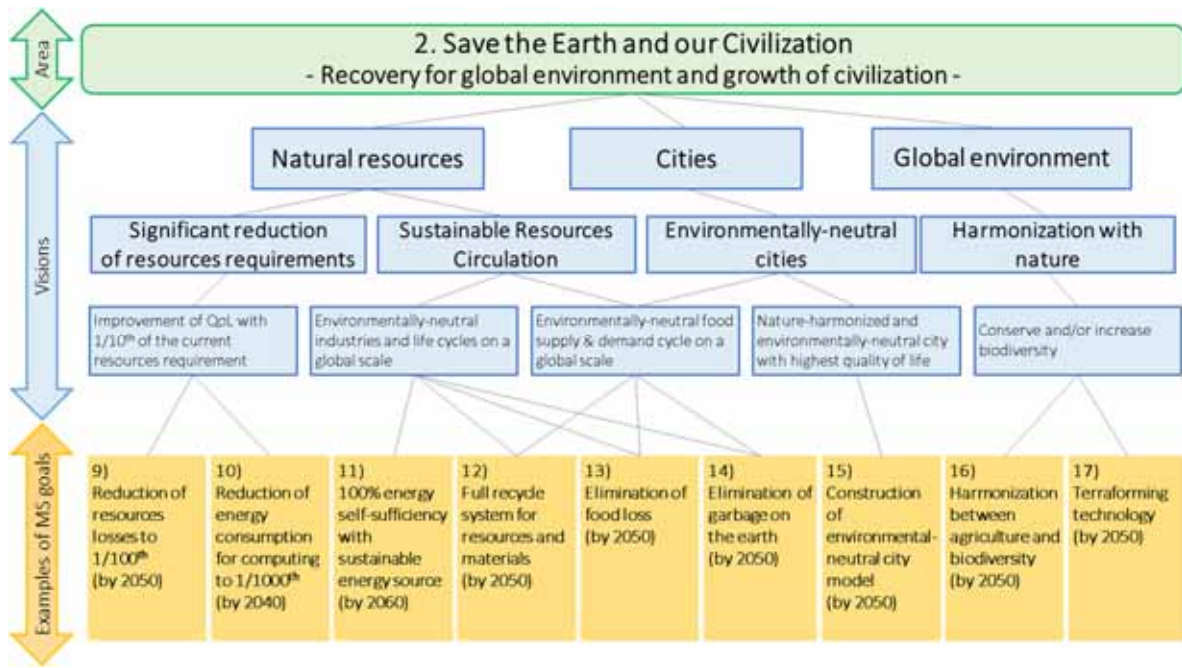 Area
2. Save the Earth and our Civilization
- Recovery for global environment and growth of civilization -
Visions
Natural resources
Cities
Global environment
Significant reduction
of resources requirements
Sustainable Resources
Circulation
Environmentally-neutral
cities
Harmonization with
nature
Improvement of QpL with
1/10th of the current
resources requirement
Environmentally-neutral
industries and life cycles on a
global scale
Environmentally-neutral food
supply & demand cycle on a
global scale
Nature-harmonized and
environmentally-neutral city
with highest quality of life
Conserve and/or increase
biodiversity
Examples of MS goals
9)
Reduction of
resources
losses to
1/100th
(by 2050)
10)
Reduction of
energy
consumption
for computing
to 1/1000th
(by 2040)
11)
100% energy
self-sufficiency
with
sustainable
energy source
(by 2060)
12)
Full recycle
system for
resources and
materials
(by 2050)
13)
Elimination of
food loss
(by 2050)
14)
Elimination of
garbage on
the earth
(by 2050)
15)
Construction
of
environmental-
neutral city
model
(by 2050)
16)
Harmonization
between
agriculture and
biodiversity
(by 2050)
17)
Terraforming
technology
(by 2050)